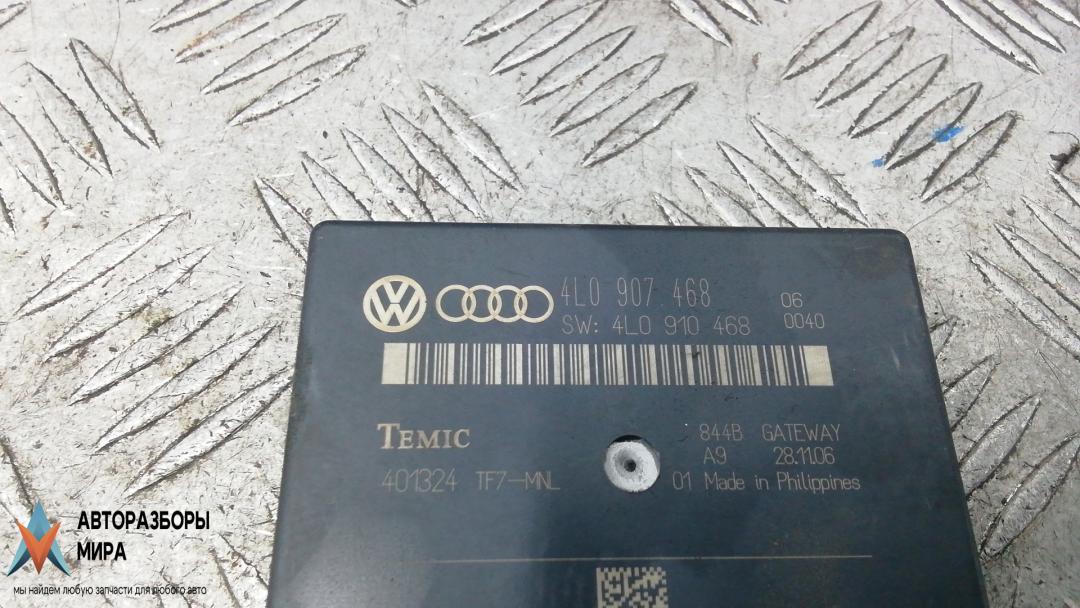 4L0 907 468 06
SW: 4L0 910 468 0040
TEMIC 844B GATEWAY
A9 28.11.06
401324 TF7-MNL 01 Made in Philippines
АВТОРАЗБОРЫ
МИРА
мы найдем любую запчасти для любого авто